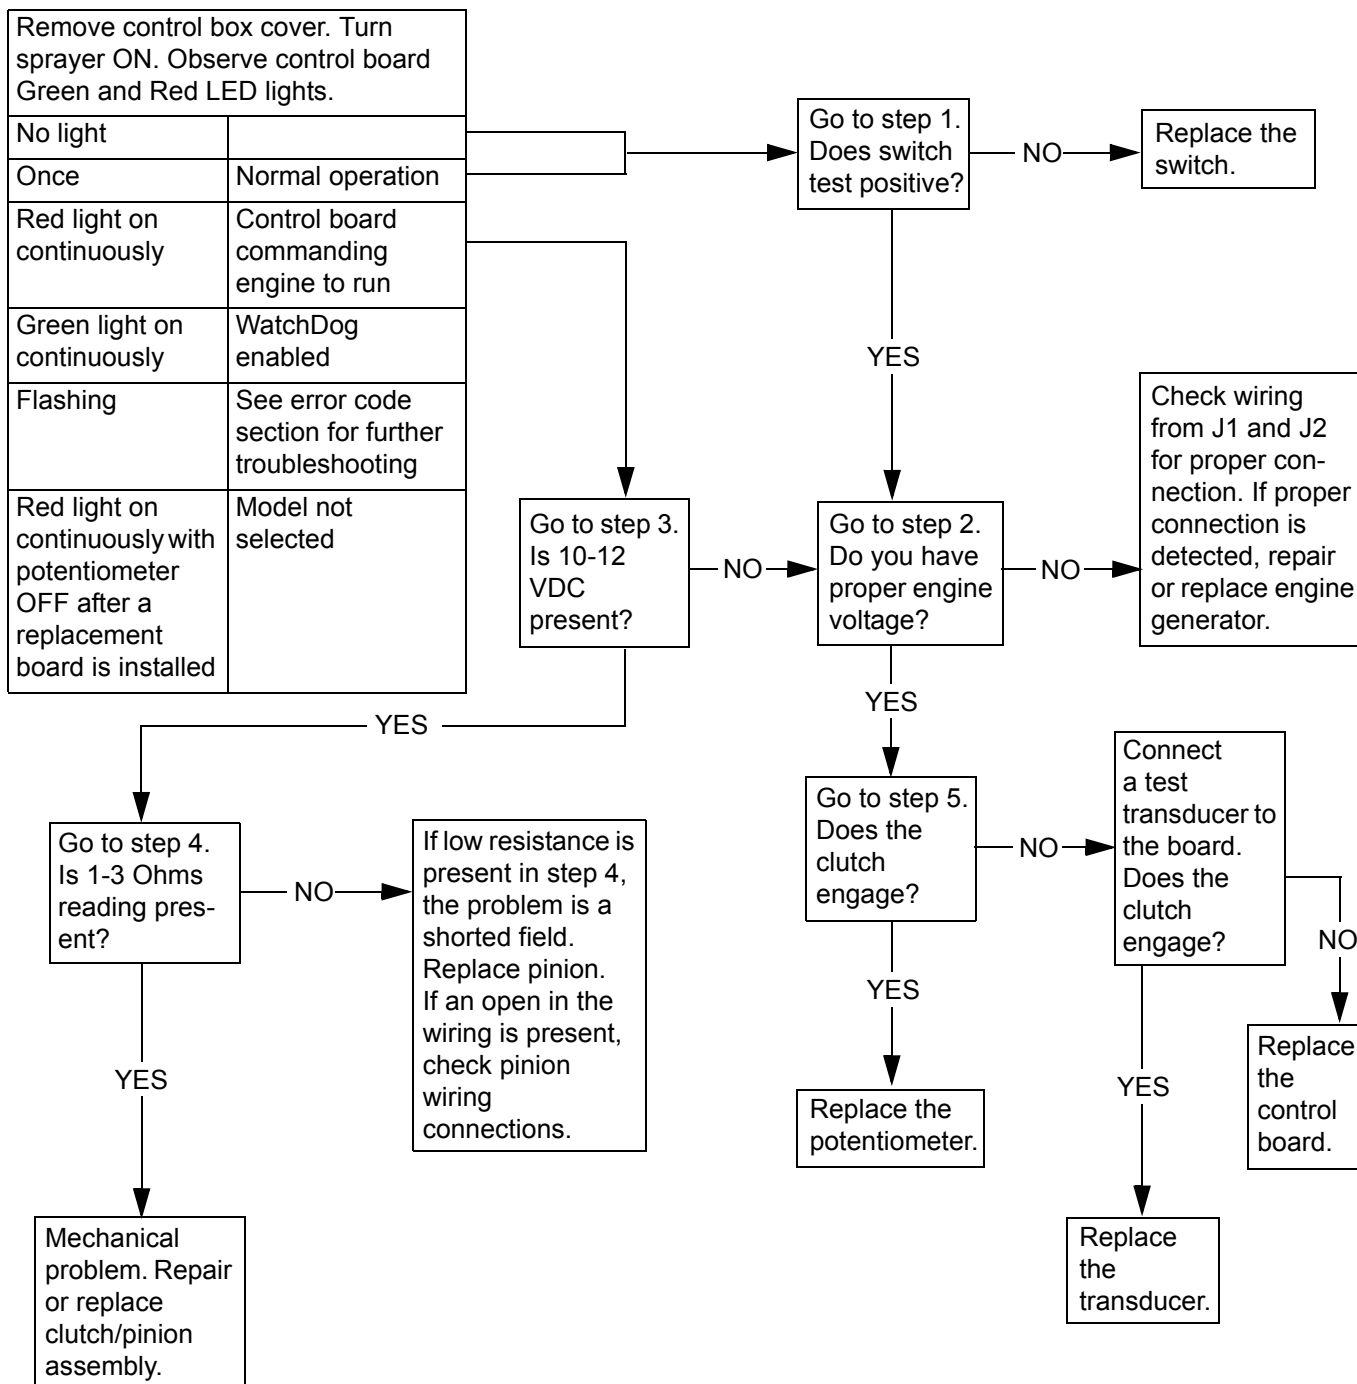 Remove control box cover. Turn
sprayer ON. Observe control board
Green and Red LED lights.
No light
Once
Normal operation
Red light on
continuously
Control board
commanding
engine to run
Green light on
continuously
WatchDog
enabled
Flashing
See error code
section for further
troubleshooting
Red light on
continuously with
potentiometer
OFF after a
replacement
board is installed
Model not
selected
Go to step 1.
Does switch
test positive?
NO
Replace the
switch.
YES
Go to step 3.
Is 10-12
VDC
present?
NO
Go to step 2.
Do you have
proper engine
voltage?
NO
Check wiring
from J1 and J2
for proper con-
nection. If proper
connection is
detected, repair
or replace engine
generator.
YES
YES
Go to step 4.
Is 1-3 Ohms
reading pres-
ent?
NO
If low resistance is
present in step 4,
the problem is a
shorted field.
Replace pinion.
If an open in the
wiring is present,
check pinion
wiring
connections.
Go to step 5.
Does the
clutch
engage?
NO
Connect
a test
transducer to
the board.
Does the
clutch
engage?
NO
YES
YES
YES
Replace the
potentiometer.
Replace
the
control
board.
Mechanical
problem. Repair
or replace
clutch/pinion
assembly.
Replace
the
transducer.